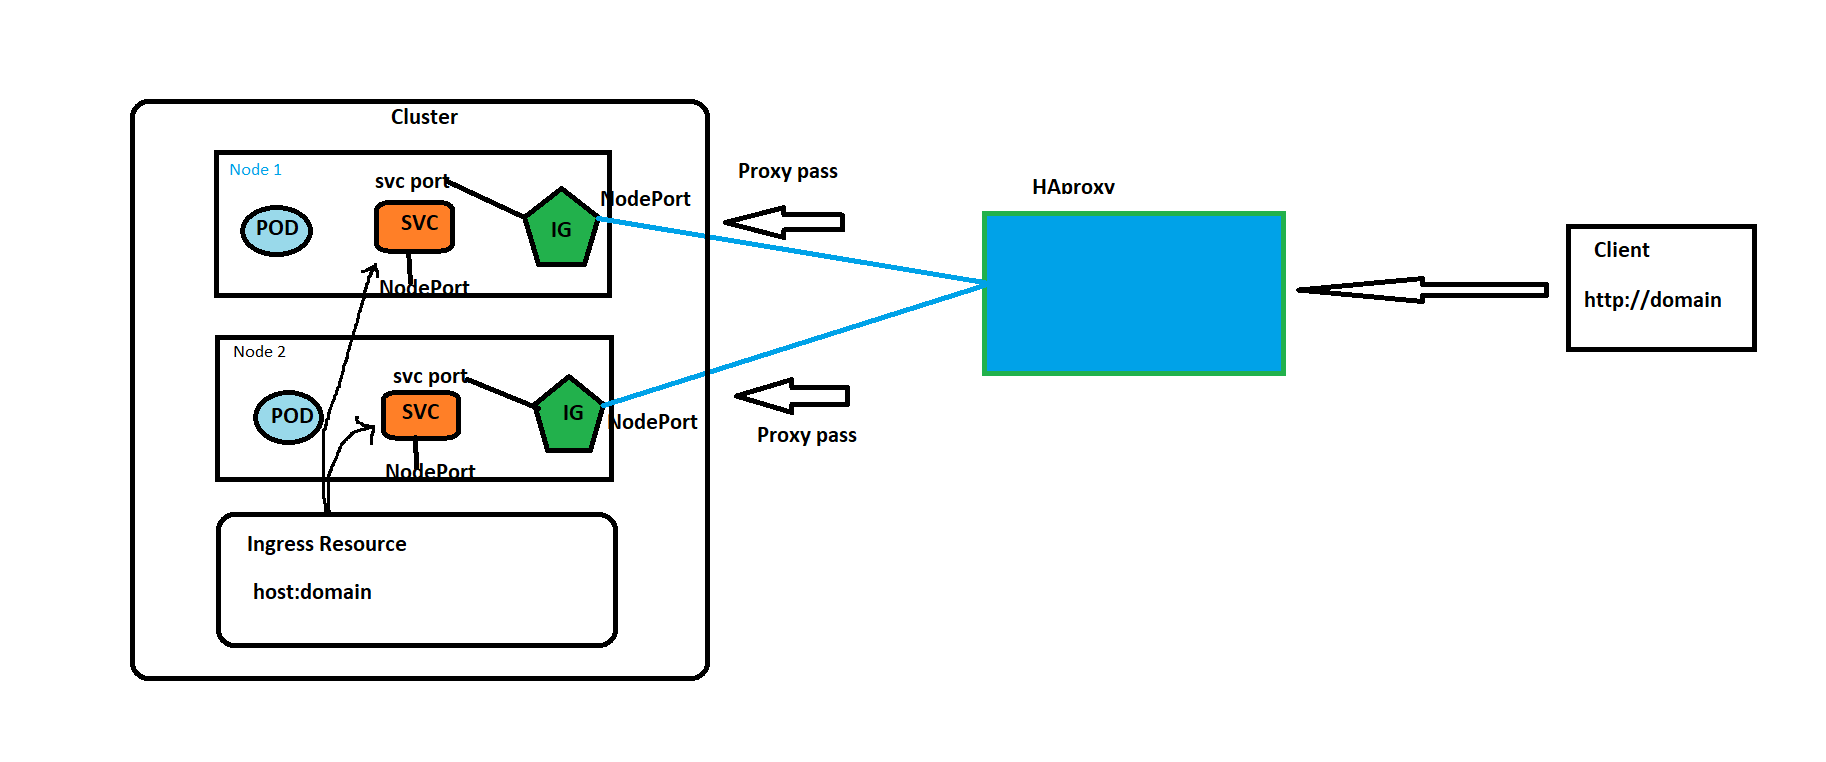 Cluster
Node 1
svc port
POD
SVC
IG
NodePort
NodePort
Node 2
svc port
POD
SVC
IG
NodePort
NodePort
Ingress Resource
host:domain
Proxy pass
Proxy pass
HAproxy
Client
http://domain